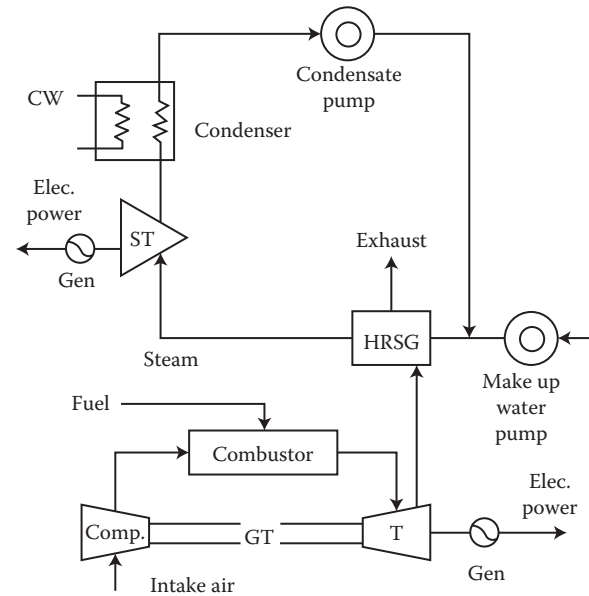 Condensate
pump
CW
Condenser
Elec.
power
ST
Gen
Exhaust
HRSG
Steam
Make up
water
pump
Fuel
Combustor
Elec.
power
Comp.
GT
T
Gen
Intake air